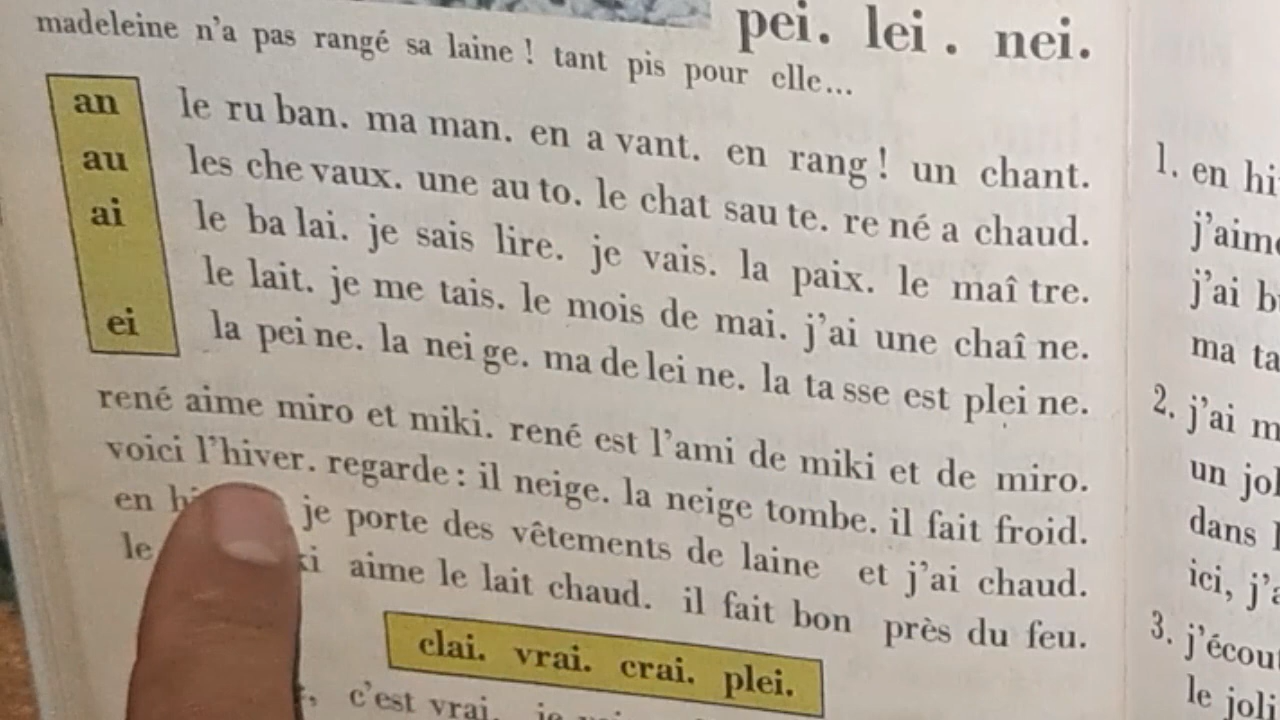 pei. lei. nei.
madeleine n'a pas rangé sa laine ! tant pis pour elle...
an le ru ban. ma man. en a vant. en rang ! un chant.
au les che vaux. une au to. le chat sau te. re né a chaud.
ai le ba lai. je sais lire. je vais. la paix. le maî tre.
le lait. je me tais. le mois de mai. j'ai une chaî ne.
ei la pei ne. la nei ge. ma de lei ne. la ta sse est plei ne.
rené aime miro et miki. rené est l'ami de miki et de miro.
voici l'hiver. regarde : il neige. la neige tombe. il fait froid.
en je porte des vêtements de laine et j'ai chaud.
le aime le lait chaud. il fait bon près du feu.
clai. vrai. crai. plei.
c'est vrai. je
1. en
j'ai
ma
2. j'ai
un
dans
ici,
3.
le joli